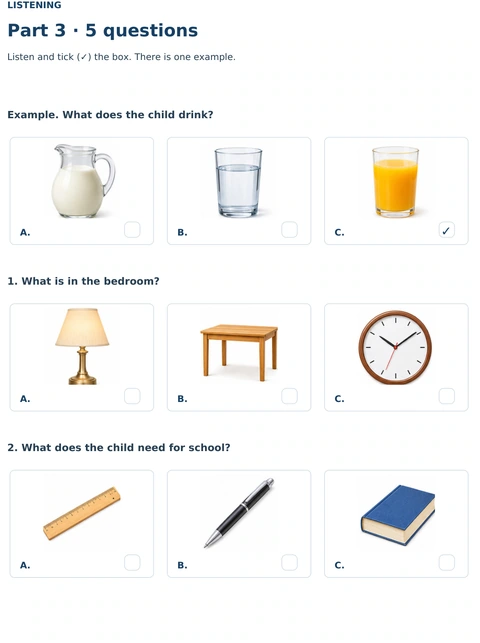 LISTENING
Part 3 · 5 questions
Listen and tick (✓) the box. There is one example.
Example. What does the child drink?
A.
B.
C. ✓
1. What is in the bedroom?
A.
B.
C.
2. What does the child need for school?
A.
B.
C.